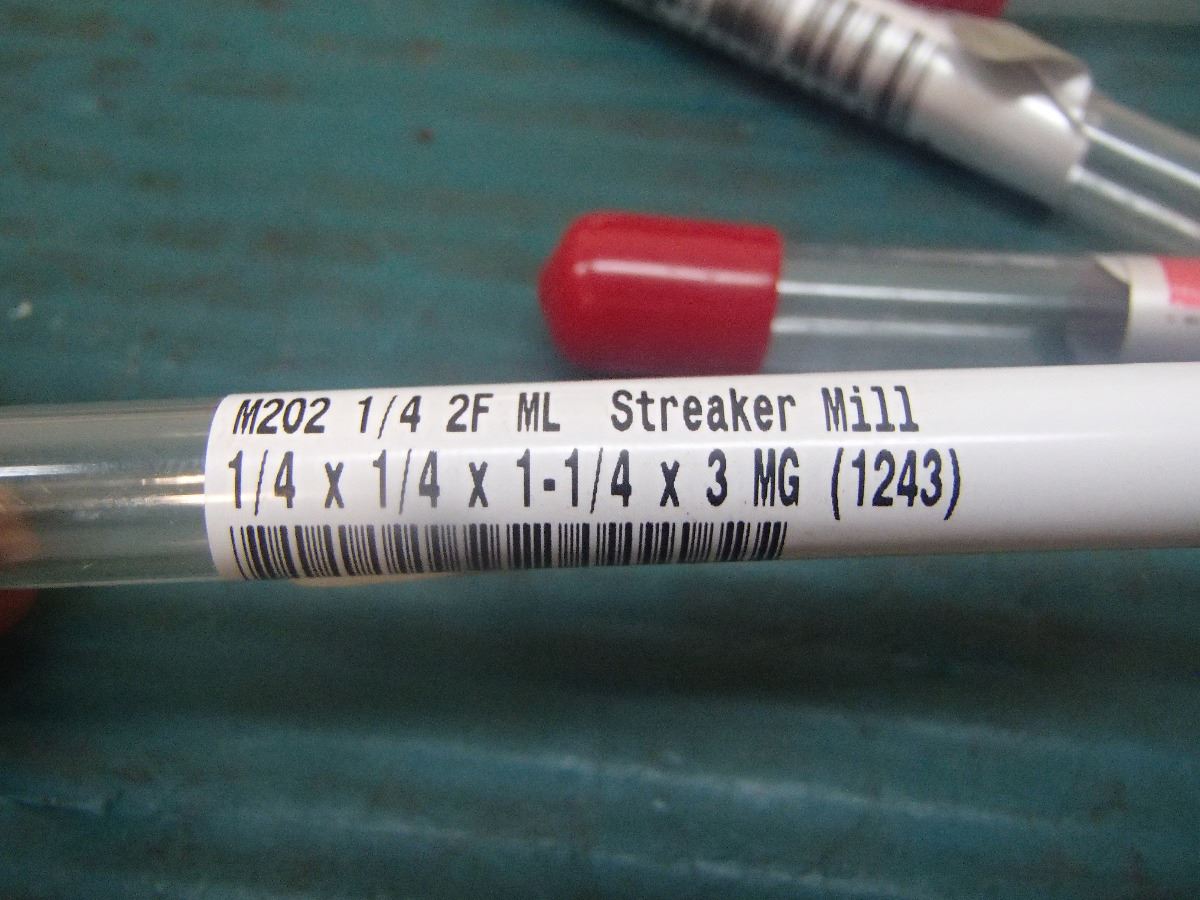 M202 1/4 2F ML Streaker Mill
1/4 x 1/4 x 1-1/4 x 3 MG (1243)